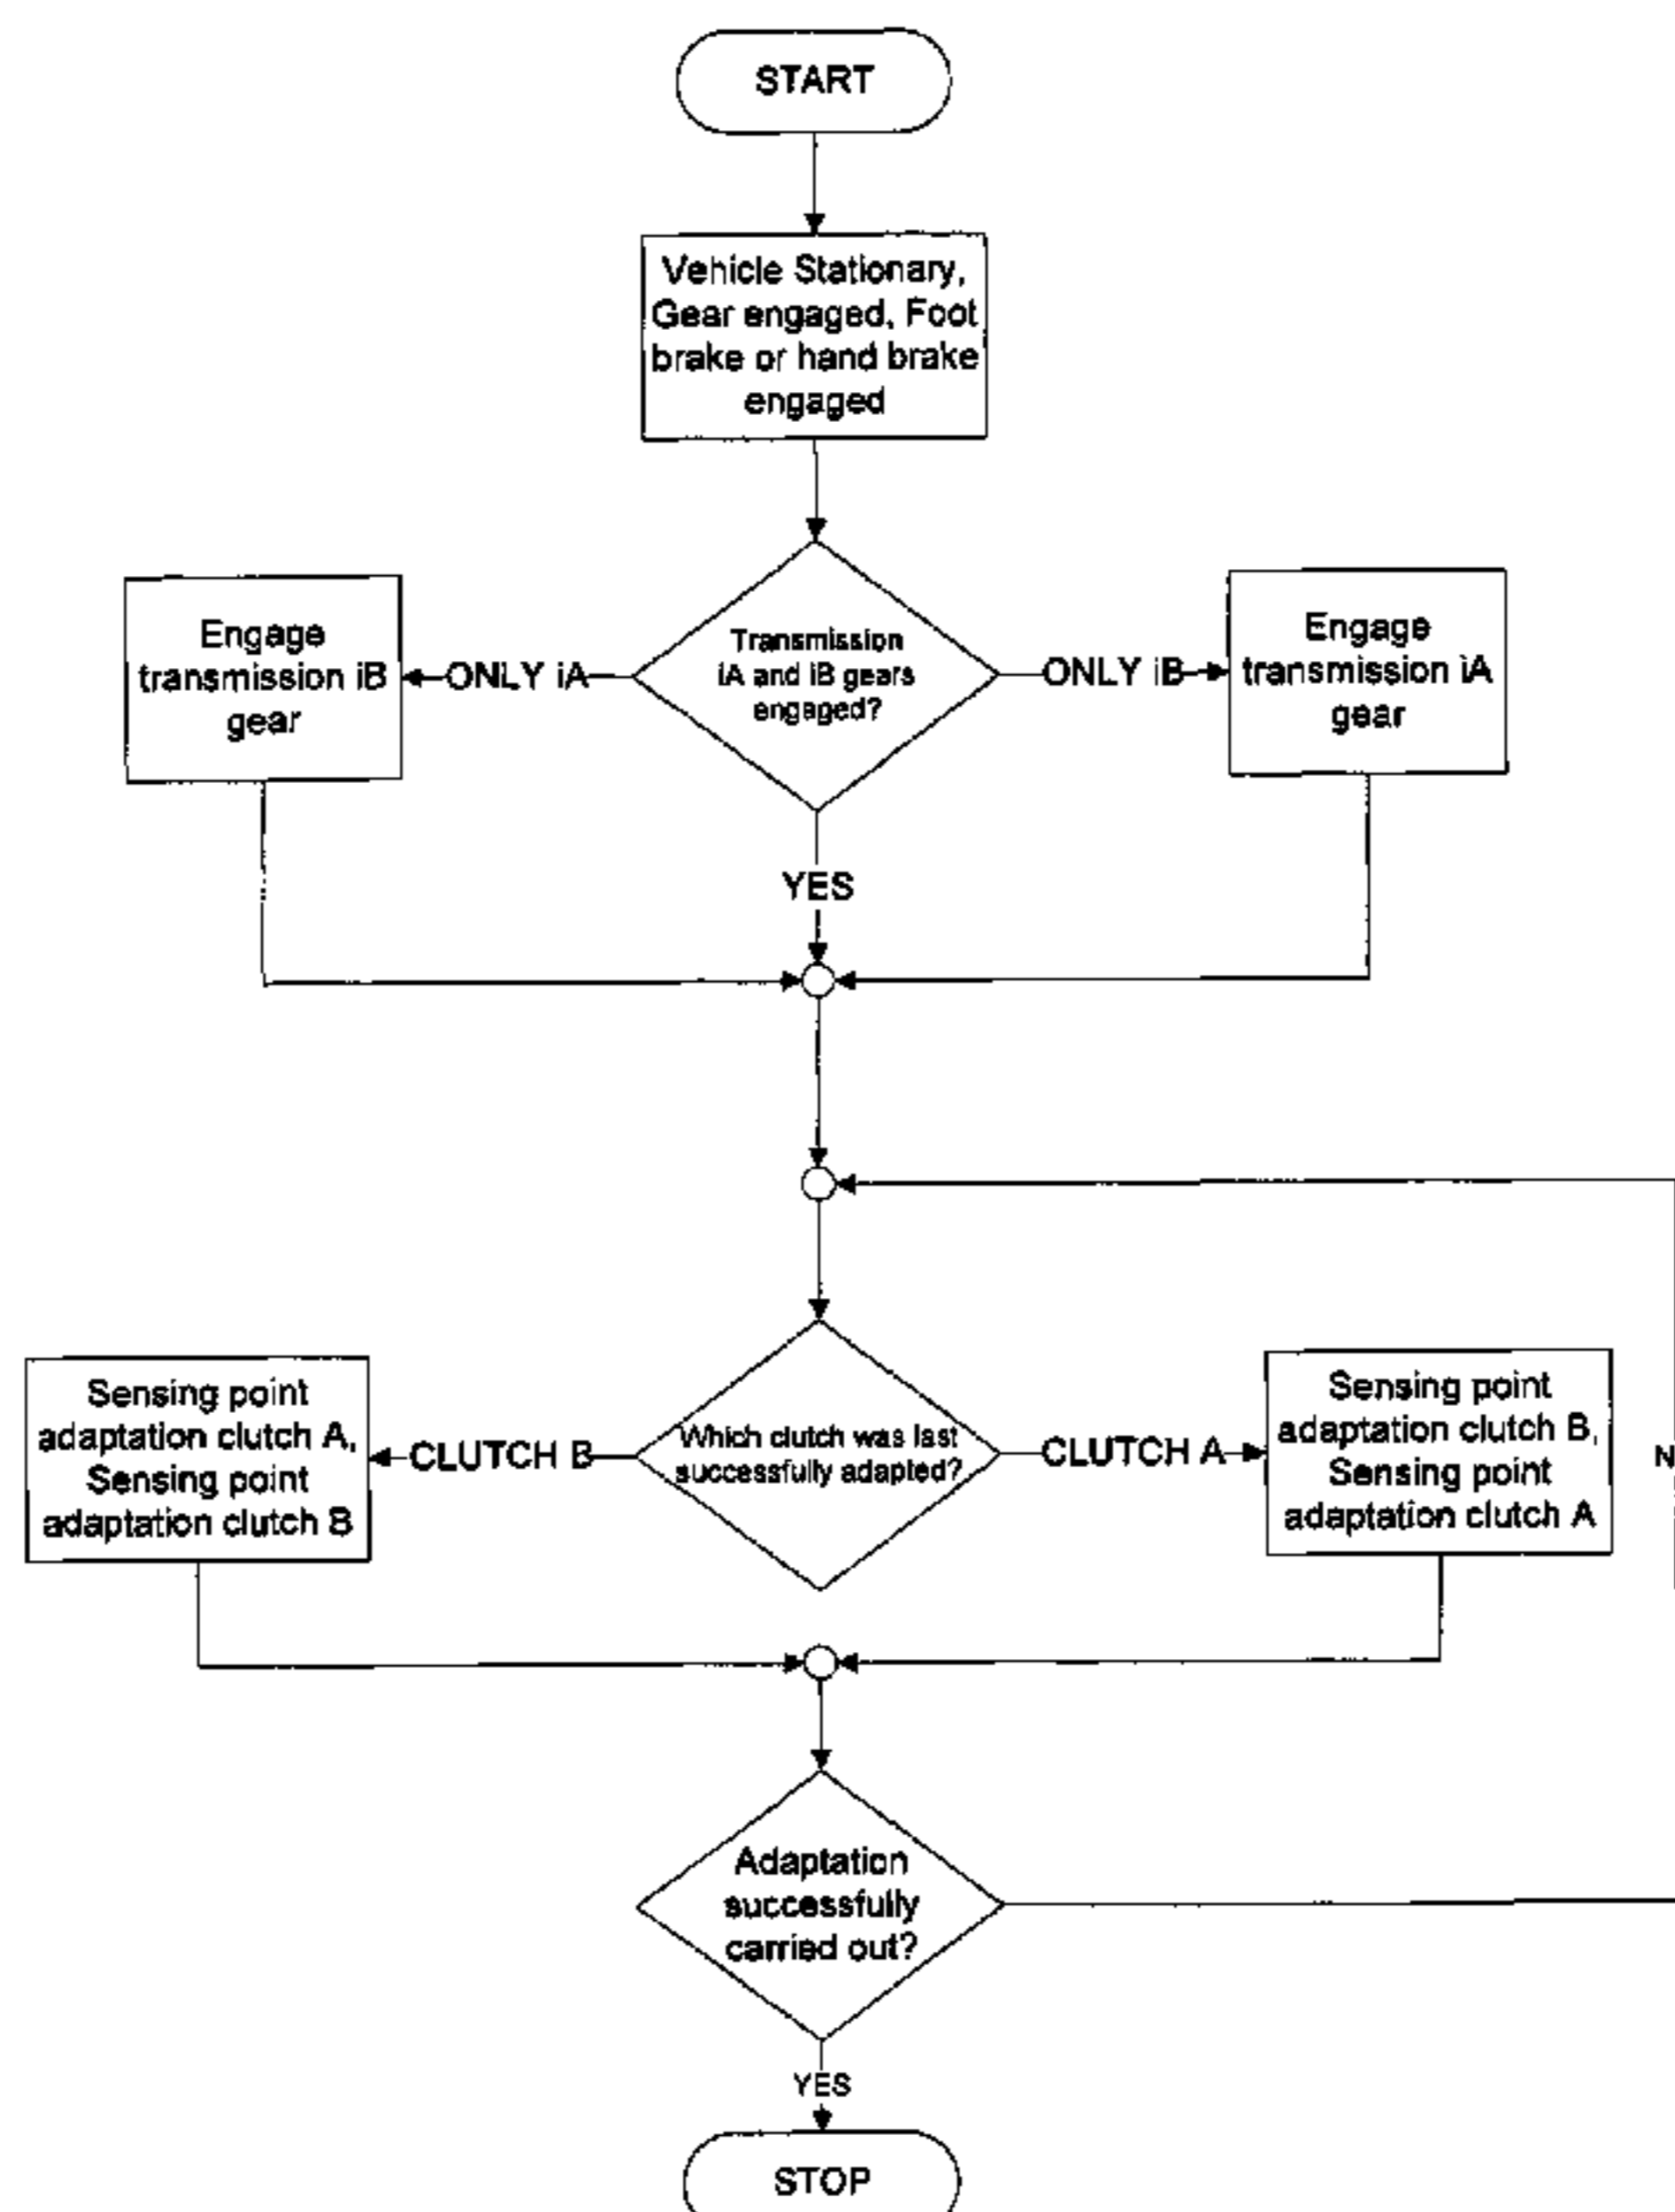 START
Vehicle Stationary,
Gear engaged, Foot
brake or hand brake
engaged
Transmission
iA and iB gears
engaged?
ONLY iA
Engage
transmission iB
gear
ONLY iB
Engage
transmission iA
gear
YES
Which clutch was last
successfully adapted?
CLUTCH B
Sensing point
adaptation clutch A,
Sensing point
adaptation clutch B
CLUTCH A
Sensing point
adaptation clutch B,
Sensing point
adaptation clutch A
N
Adaptation
successfully
carried out?
YES
STOP